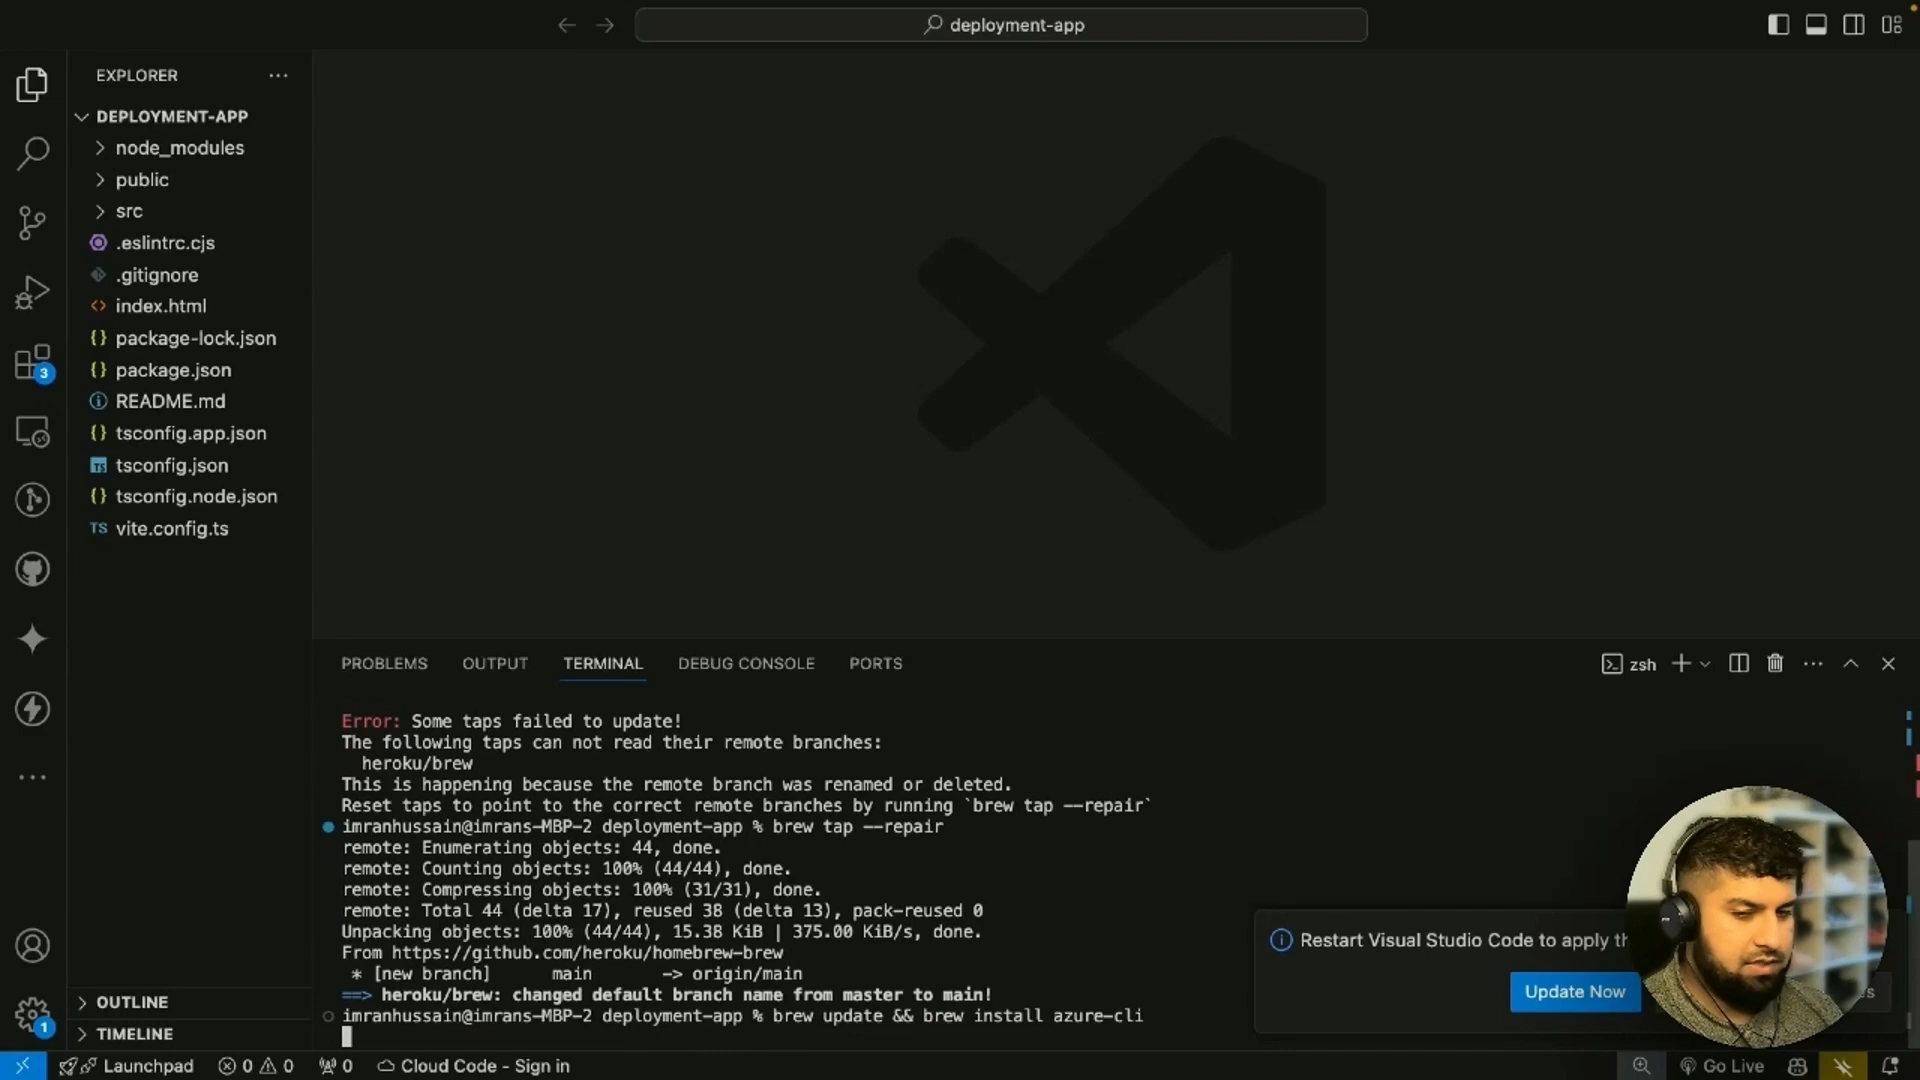 deployment-app
EXPLORER
DEPLOYMENT-APP
node_modules
public
src
.eslintrc.cjs
.gitignore
index.html
package-lock.json
package.json
README.md
tsconfig.app.json
tsconfig.json
tsconfig.node.json
TS vite.config.ts
OUTLINE
TIMELINE
3
1
PROBLEMS OUTPUT TERMINAL DEBUG CONSOLE PORTS
zsh
Error: Some taps failed to update!
The following taps can not read their remote branches:
heroku/brew
This is happening because the remote branch was renamed or deleted.
Reset taps to point to the correct remote branches by running `brew tap --repair`
imranhussain@imrans-MBP-2 deployment-app % brew tap --repair
remote: Enumerating objects: 44, done.
remote: Counting objects: 100% (44/44), done.
remote: Compressing objects: 100% (31/31), done.
remote: Total 44 (delta 17), reused 38 (delta 13), pack-reused 0
Unpacking objects: 100% (44/44), 15.38 KiB | 375.00 KiB/s, done.
From https://github.com/heroku/homebrew-brew
* [new branch] main -> origin/main
==> heroku/brew: changed default branch name from master to main!
imranhussain@imrans-MBP-2 deployment-app % brew update && brew install azure-cli
Restart Visual Studio Code to apply th
Update Now
Launchpad 0 0 0 Cloud Code - Sign in
Go Live